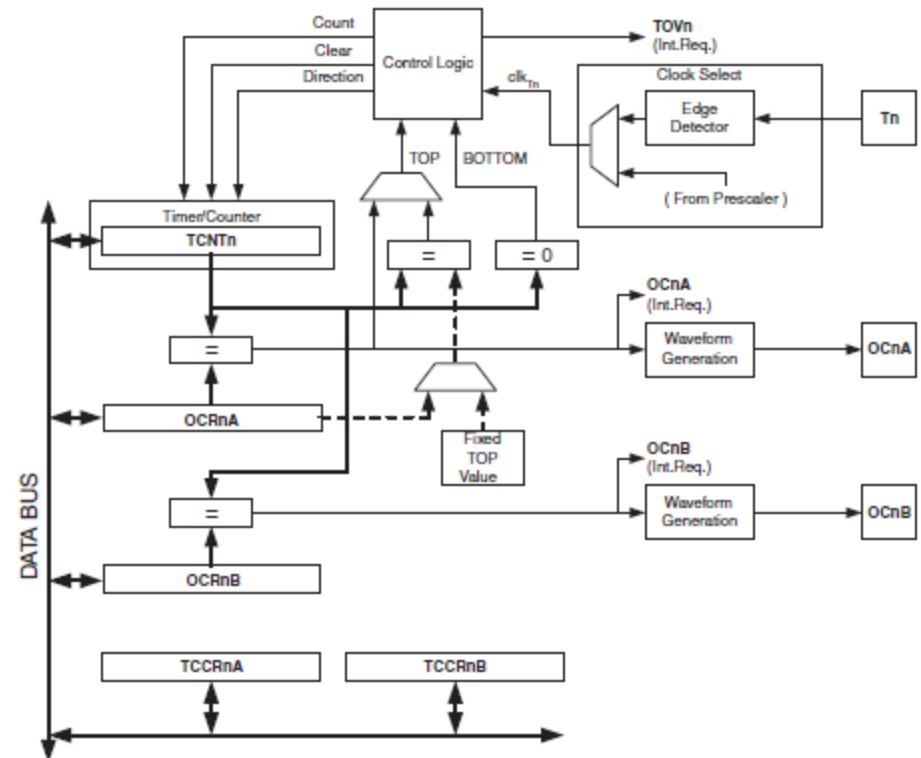 Count
Clear
Direction
Control Logic
TOVn
(Int.Req.)
clkTn
Clock Select
Edge
Detector
Tn
( From Prescaler )
TOP
BOTTOM
Timer/Counter
TCNTn
=
= 0
OCnA
(Int.Req.)
=
Waveform
Generation
OCnA
OCRnA
Fixed
TOP
Value
OCnB
(Int.Req.)
=
Waveform
Generation
OCnB
DATA BUS
OCRnB
TCCRnA
TCCRnB